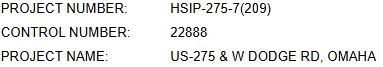 PROJECT NUMBER: HSIP-275-7(209)
CONTROL NUMBER: 22888
PROJECT NAME: US-275 & W DODGE RD, OMAHA